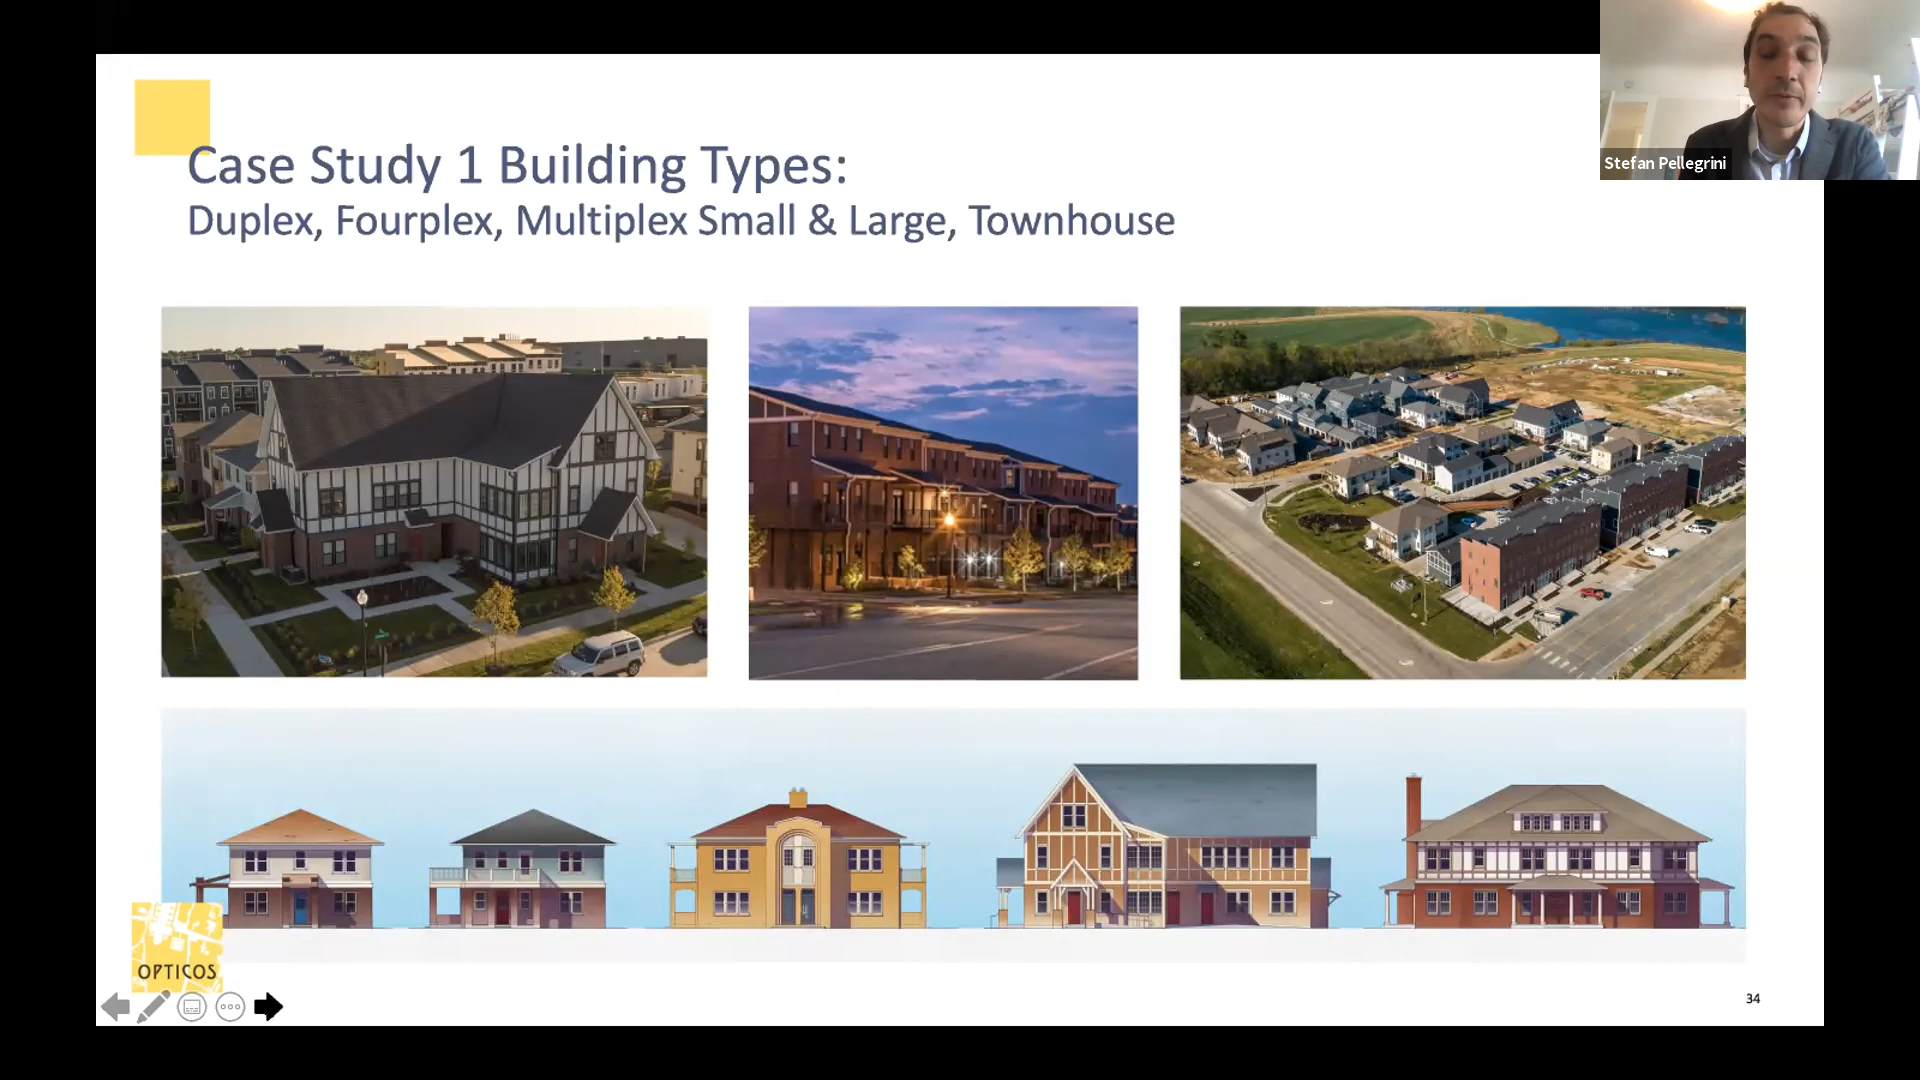 Stefan Pellegrini
Case Study 1 Building Types:
Duplex, Fourplex, Multiplex Small & Large, Townhouse
OPTICOS
34